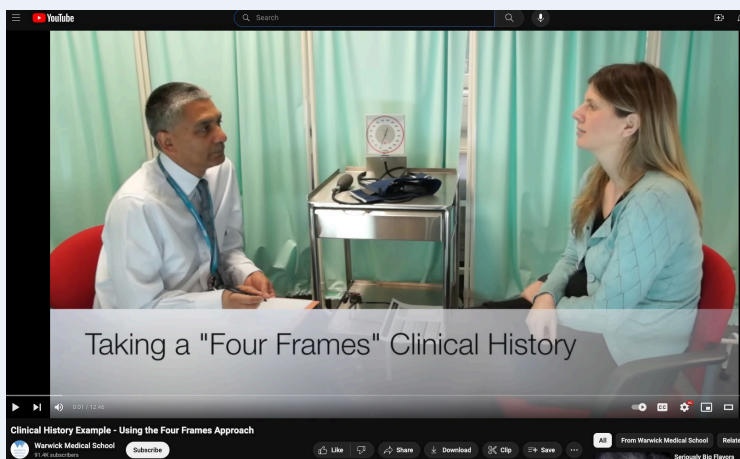 YouTube
Search
Taking a "Four Frames" Clinical History
0:01 / 12:46
CC
Clinical History Example - Using the Four Frames Approach
Warwick Medical School
91.4K subscribers
Subscribe
Like
Share
Download
Clip
Save
...
All
From Warwick Medical School
Relate
Seriously Big Flavors